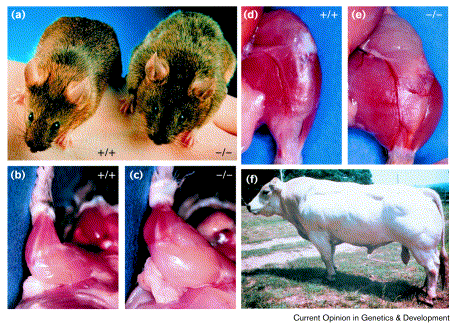 (a)
+/+
−/−
(b)
+/+
(c)
−/−
(d)
+/+
(e)
−/−
(f)
Current Opinion in Genetics & Development